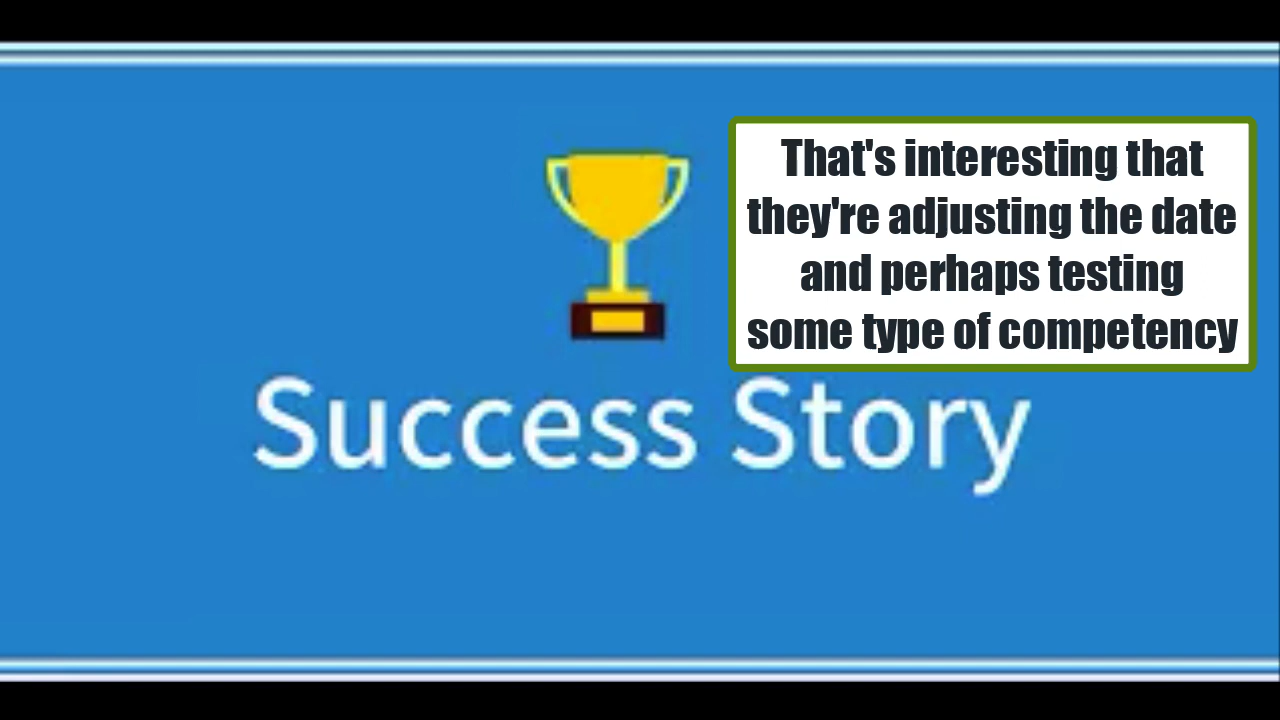 That's interesting that
they're adjusting the date
and perhaps testing
some type of competency
Success Story